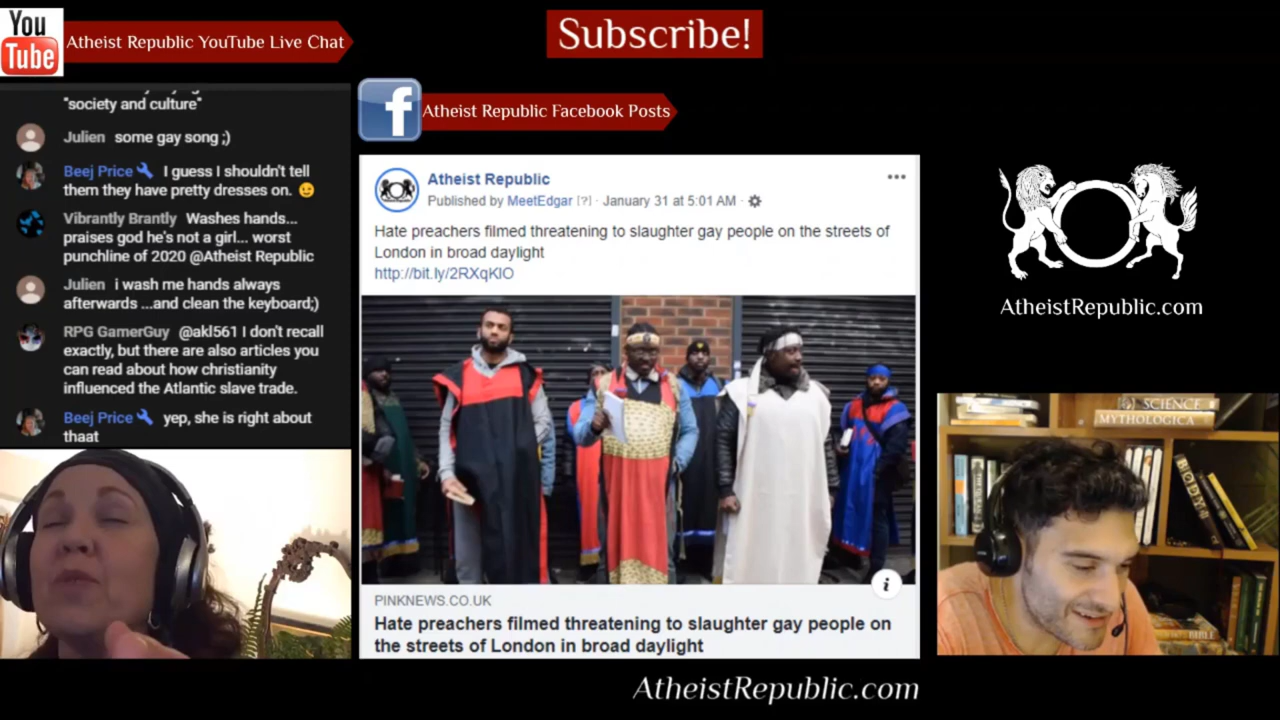 You
Tube
Atheist Republic YouTube Live Chat
Subscribe!
"society and culture"
Julien some gay song ;)
Beej Price I guess I shouldn't tell
them they have pretty dresses on. 😉
Vibrantly Brantly Washes hands...
praises god he's not a girl... worst
punchline of 2020 @Atheist Republic
Julien i wash me hands always
afterwards ...and clean the keyboard;)
RPG GamerGuy @akl561 I don't recall
exactly, but there are also articles you
can read about how christianity
influenced the Atlantic slave trade.
Beej Price yep, she is right about
thaat
f
Atheist Republic Facebook Posts
Atheist Republic
Published by MeetEdgar [?] · January 31 at 5:01 AM ·
Hate preachers filmed threatening to slaughter gay people on the streets of
London in broad daylight
http://bit.ly/2RXqKlO
i
PINKNEWS.CO.UK
Hate preachers filmed threatening to slaughter gay people on
the streets of London in broad daylight
AtheistRepublic.com
SCIENCE
MYTHOLOGICA
BODY
BIBLE
AtheistRepublic.com